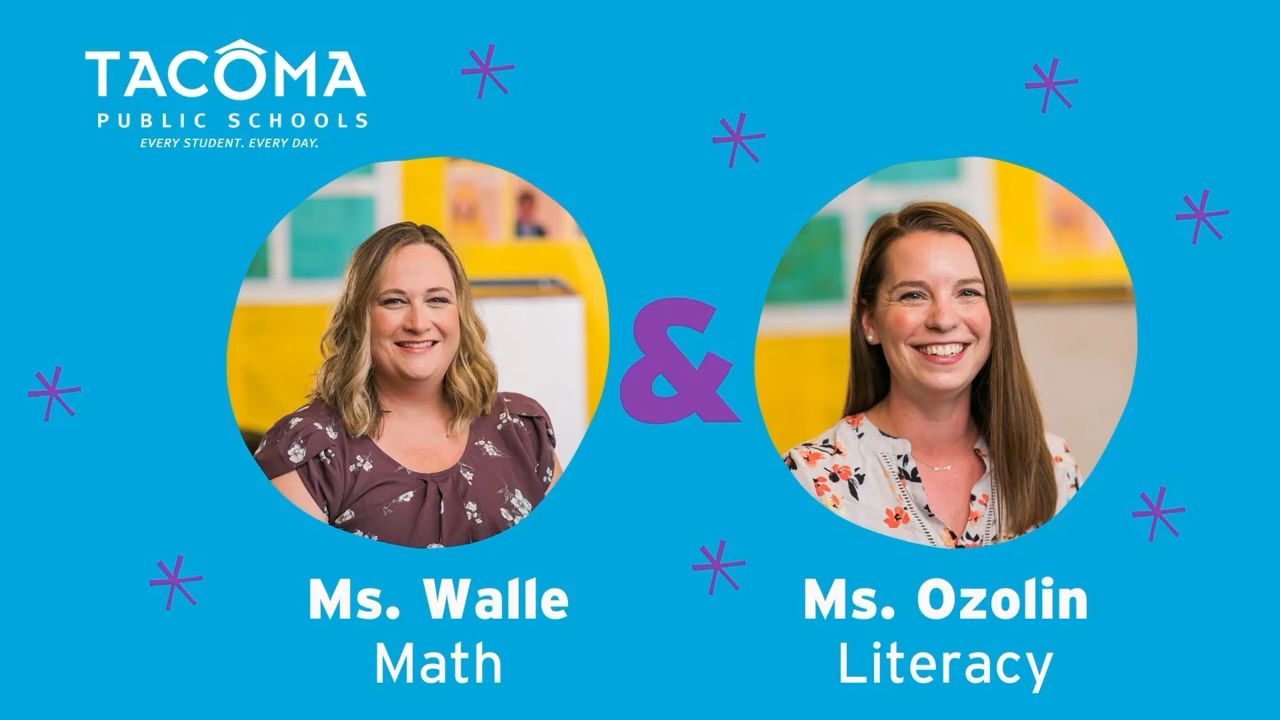 TACOMA
PUBLIC SCHOOLS
EVERY STUDENT. EVERY DAY.
&
Ms. Walle
Math
Ms. Ozolin
Literacy